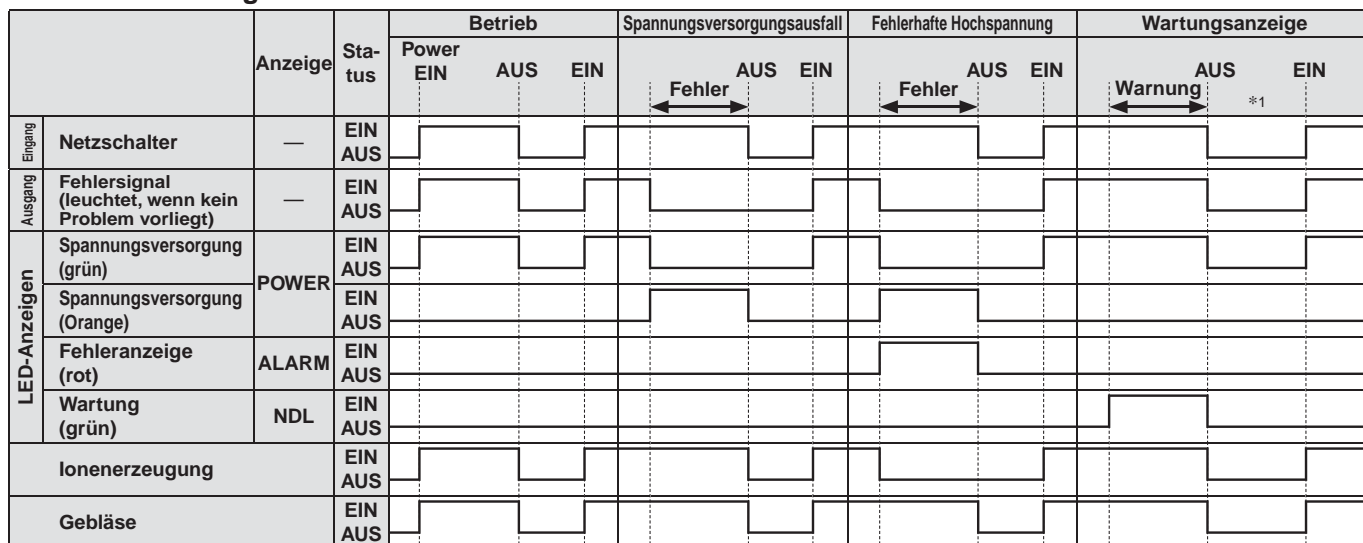 Betrieb Spannungsversorgungsausfall Fehlerhafte Hochspannung Wartungsanzeige
Anzeige Sta-
tus
Power
EIN AUS EIN Fehler AUS EIN Fehler AUS EIN Warnung AUS *1 EIN
Eingang Netzschalter — EIN
AUS
Ausgang Fehlersignal
(leuchtet, wenn kein
Problem vorliegt) — EIN
AUS
LED-Anzeigen
Spannungsversorgung
(grün) POWER EIN
AUS
Spannungsversorgung
(Orange) EIN
AUS
Fehleranzeige
(rot) ALARM EIN
AUS
Wartung
(grün) NDL EIN
AUS
Ionenerzeugung EIN
AUS
Gebläse EIN
AUS